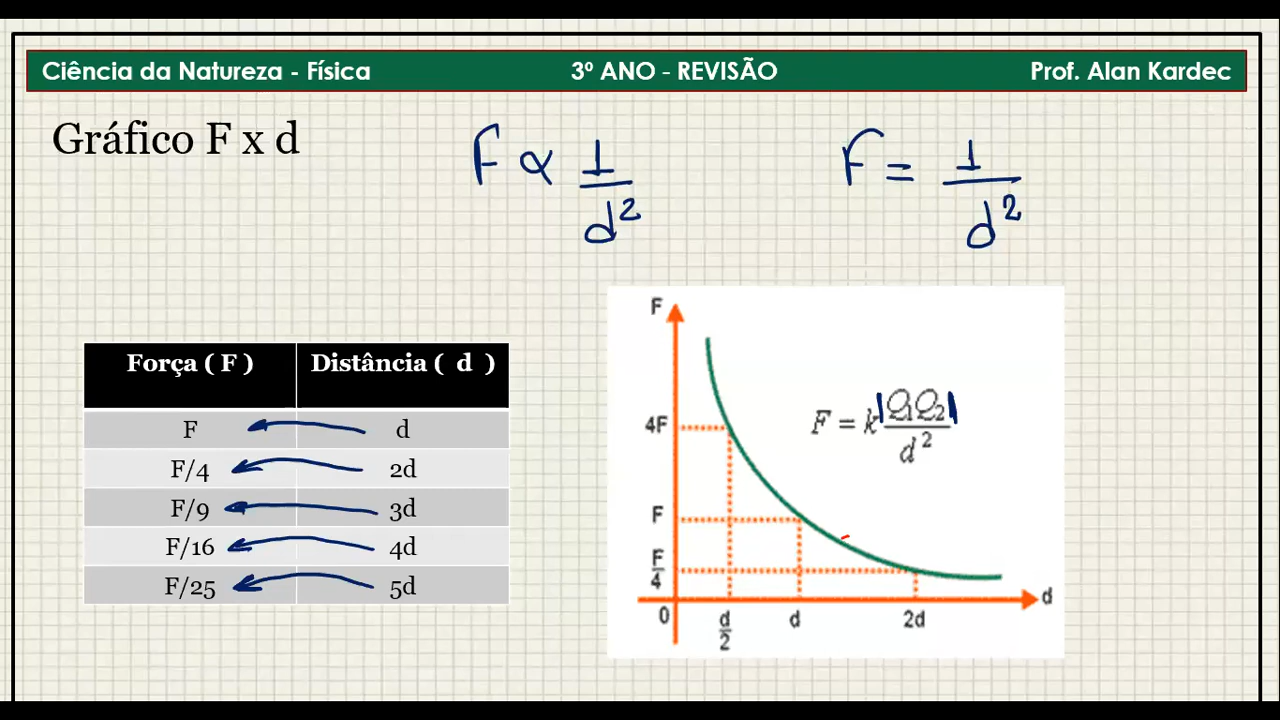 Ciência da Natureza - Física 3º ANO - REVISÃO Prof. Alan Kardec
Gráfico F x d
F ∝ 1/d²
F = 1/d²
Força ( F ) Distância ( d )
F d
F/4 2d
F/9 3d
F/16 4d
F/25 5d
F
4F
F
F/4
F = k |Q₁Q₂|/d²
0 d/2 d 2d d